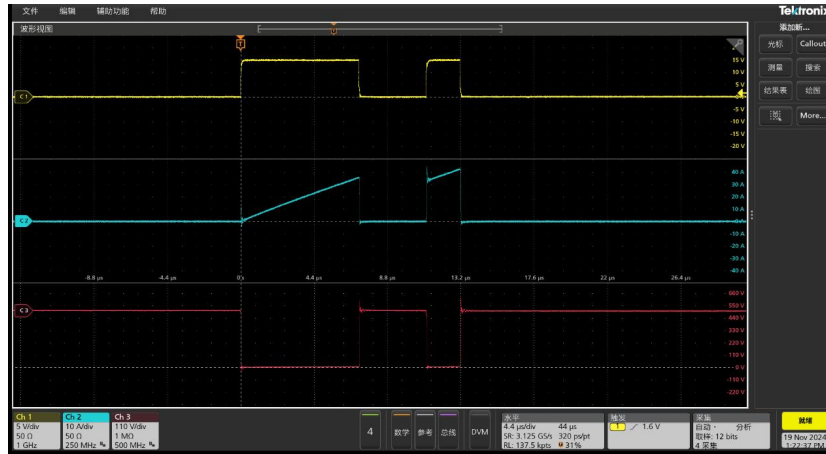 文件 编辑 辅助功能 帮助
Tektronix
波形视图
添加新...
光标 Callout
测量 搜索
结果表 绘图
More...
C1
15 V
10 V
5 V
-5 V
-10 V
-15 V
-20 V
C2
40 A
30 A
20 A
10 A
-10 A
-20 A
-30 A
-40 A
-8.8 μs -4.4 μs 0 s 4.4 μs 8.8 μs 13.2 μs 17.6 μs 22 μs 26.4 μs
C3
660 V
550 V
440 V
330 V
220 V
110 V
0 V
-110 V
-220 V
Ch 1
5 V/div
50 Ω
1 GHz
Ch 2
10 A/div
50 Ω
250 MHz
Ch 3
110 V/div
1 MΩ
500 MHz
4 数学 参考 总线 DVM
水平
4.4 μs/div 44 μs
SR: 3.125 GS/s 320 ps/pt
RL: 137.5 kpts 31%
触发
1 1.6 V
采集
自动, 分析
取样: 12 bits
4 采集
就绪
19 Nov 2024
1:22:37 PM